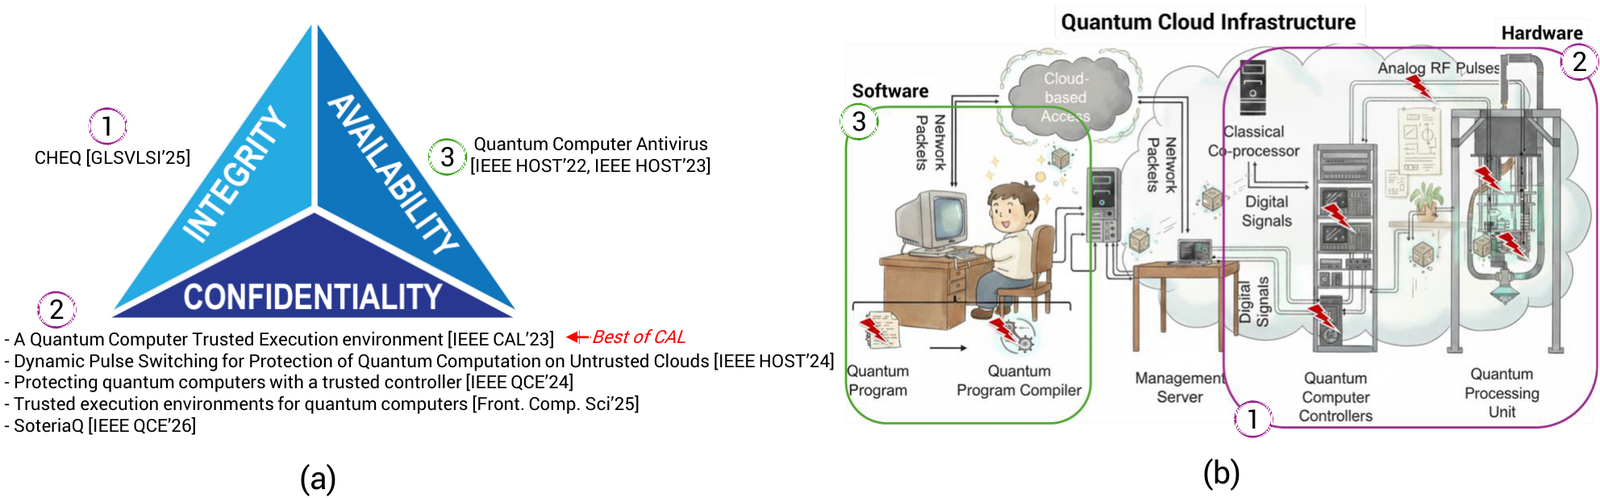 1
CHEQ [GLSVLSI’25]
INTEGRITY
AVAILABILITY
CONFIDENTIALITY
3
Quantum Computer Antivirus
[IEEE HOST’22, IEEE HOST’23]
2
- A Quantum Computer Trusted Execution environment [IEEE CAL’23]
Best of CAL
- Dynamic Pulse Switching for Protection of Quantum Computation on Untrusted Clouds [IEEE HOST’24]
- Protecting quantum computers with a trusted controller [IEEE QCE’24]
- Trusted execution environments for quantum computers [Front. Comp. Sci’25]
- SoteriaQ [IEEE QCE’26]
(a)
Quantum Cloud Infrastructure
Hardware
2
Software
3
Cloud-
based
Access
Network
Packets
Network
Packets
Analog RF Pulses
Classical
Co-processor
Digital
Signals
Digital
Signals
Quantum
Program
Quantum
Program Compiler
Management
Server
Quantum
Computer
Controllers
Quantum
Processing
Unit
1
(b)